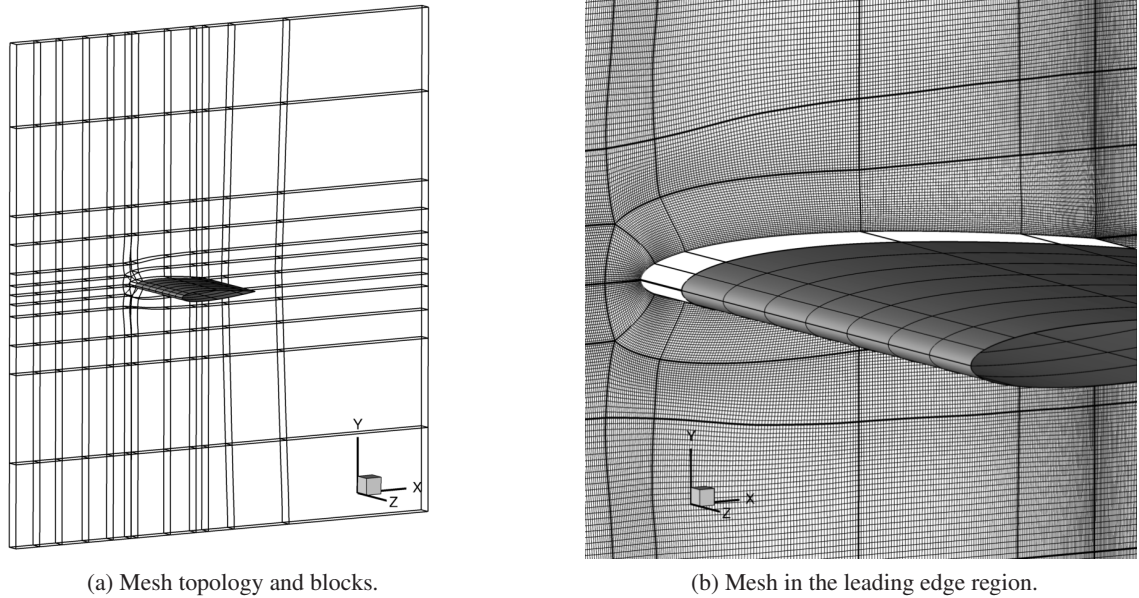 Y
X
Z
Y
X
Z
(a) Mesh topology and blocks.
(b) Mesh in the leading edge region.